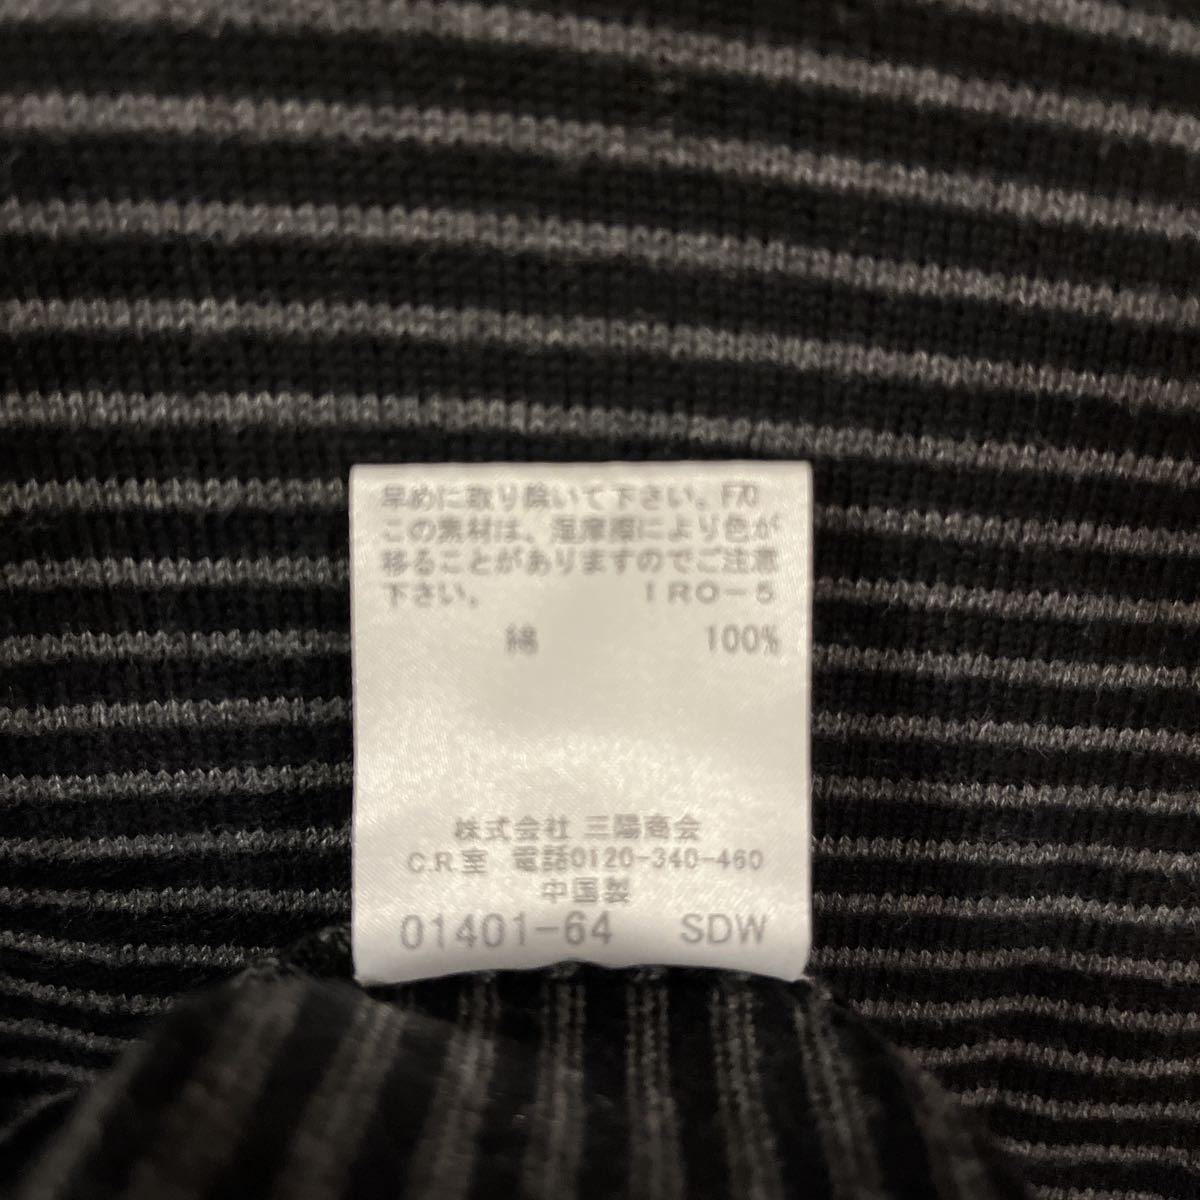 早めに取り除いて下さい。F/0
この素材は、湿摩擦により色が
移ることがありますのでご注意
下さい。 IRO-5
綿 100%
株式会社 三陽商会
C.R.室 電話0120-340-460
中国製
01401-64 SDW